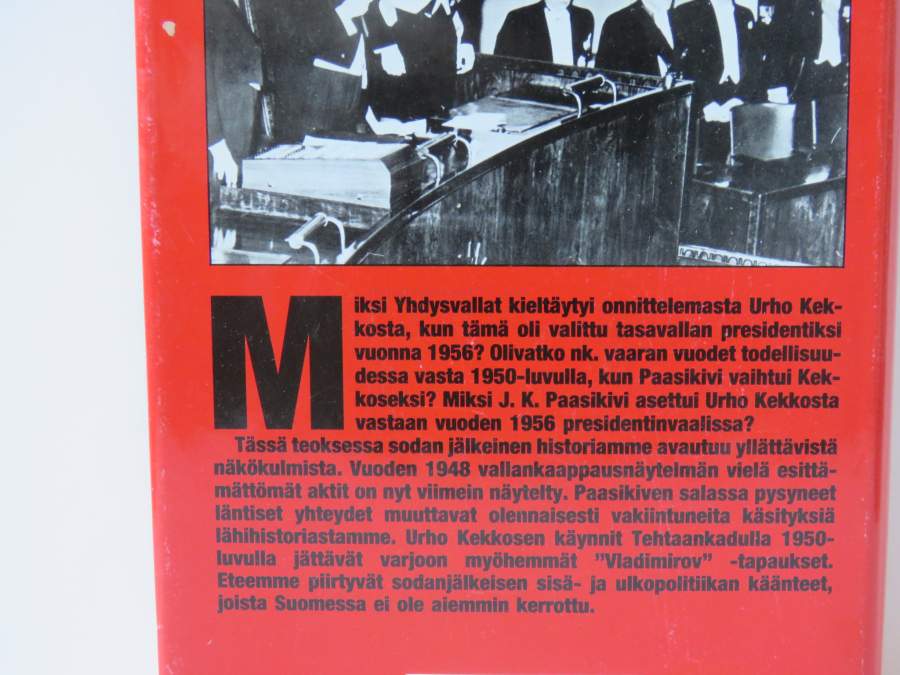 Miksi Yhdysvallat kieltäytyi onnittelemasta Urho Kek-
kosta, kun tämä oli valittu tasavallan presidentiksi
vuonna 1956? Olivatko nk. vaaran vuodet todellisuu-
dessa vasta 1950-luvulla, kun Paasikivi vaihtui Kek-
koseksi? Miksi J. K. Paasikivi asettui Urho Kekkosta
vastaan vuoden 1956 presidentinvaalissa?
Tässä teoksessa sodan jälkeinen historiamme avautuu yllättävistä
näkökulmista. Vuoden 1948 vallankaappausnäytelmän vielä esittä-
mättömät aktit on nyt viimein näytelty. Paasikiven salassa pysyneet
läntiset yhteydet muuttavat olennaisesti vakiintuneita käsityksiä
lähihistoriastamme. Urho Kekkosen käynnit Tehtaankadulla 1950-
luvulla jättävät varjoon myöhemmät ”Vladimirov” -tapaukset.
Eteemme piirtyvät sodanjälkeisen sisä- ja ulkopolitiikan käänteet,
joista Suomessa ei ole aiemmin kerrottu.